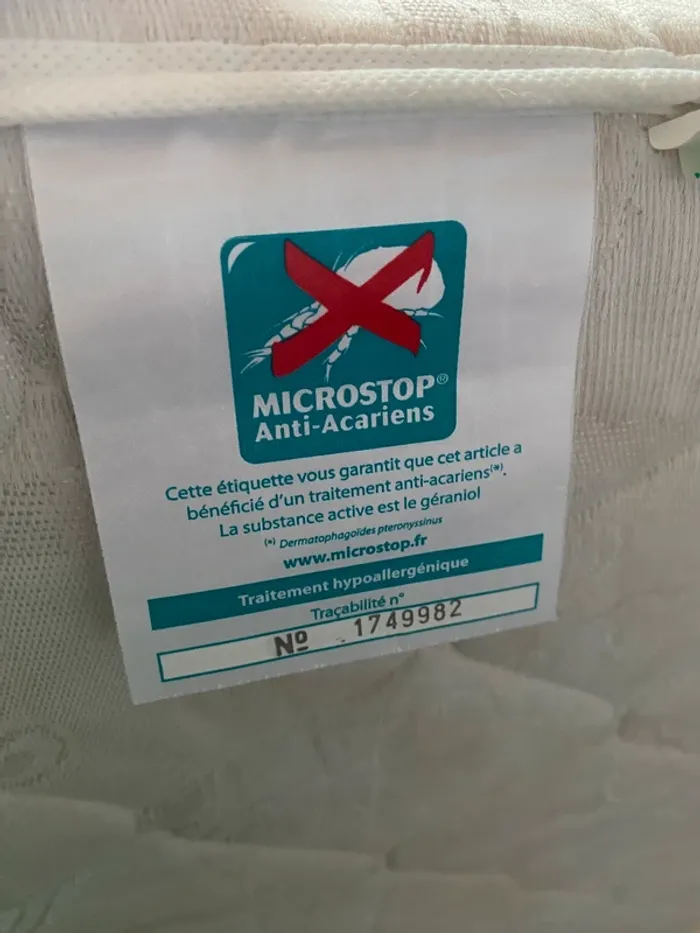 MICROSTOP®
Anti-Acariens
Cette étiquette vous garantit que cet article a
bénéficié d'un traitement anti-acariens(*).
La substance active est le géraniol
(*) Dermatophagoïdes pteronyssinus
www.microstop.fr
Traitement hypoallergénique
Traçabilité n°
Nº 1749982